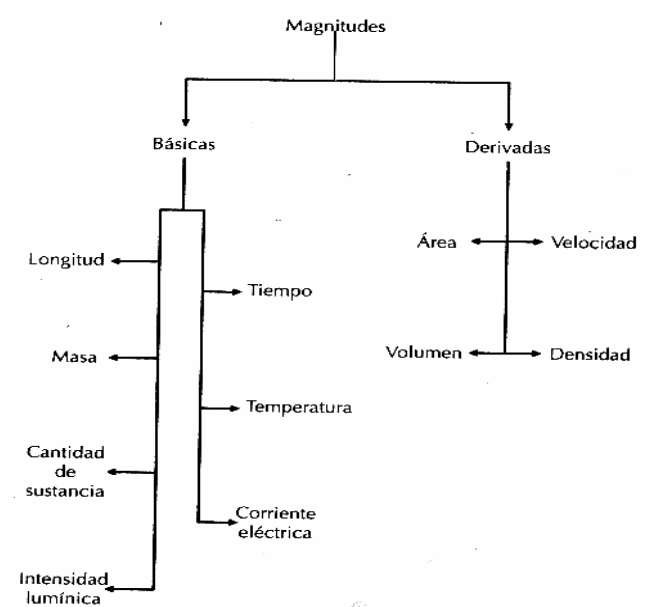 Magnitudes
Básicas
Derivadas
Longitud
Tiempo
Masa
Temperatura
Cantidad
de
sustancia
Corriente
eléctrica
Intensidad
lumínica
Área
Velocidad
Volumen
Densidad